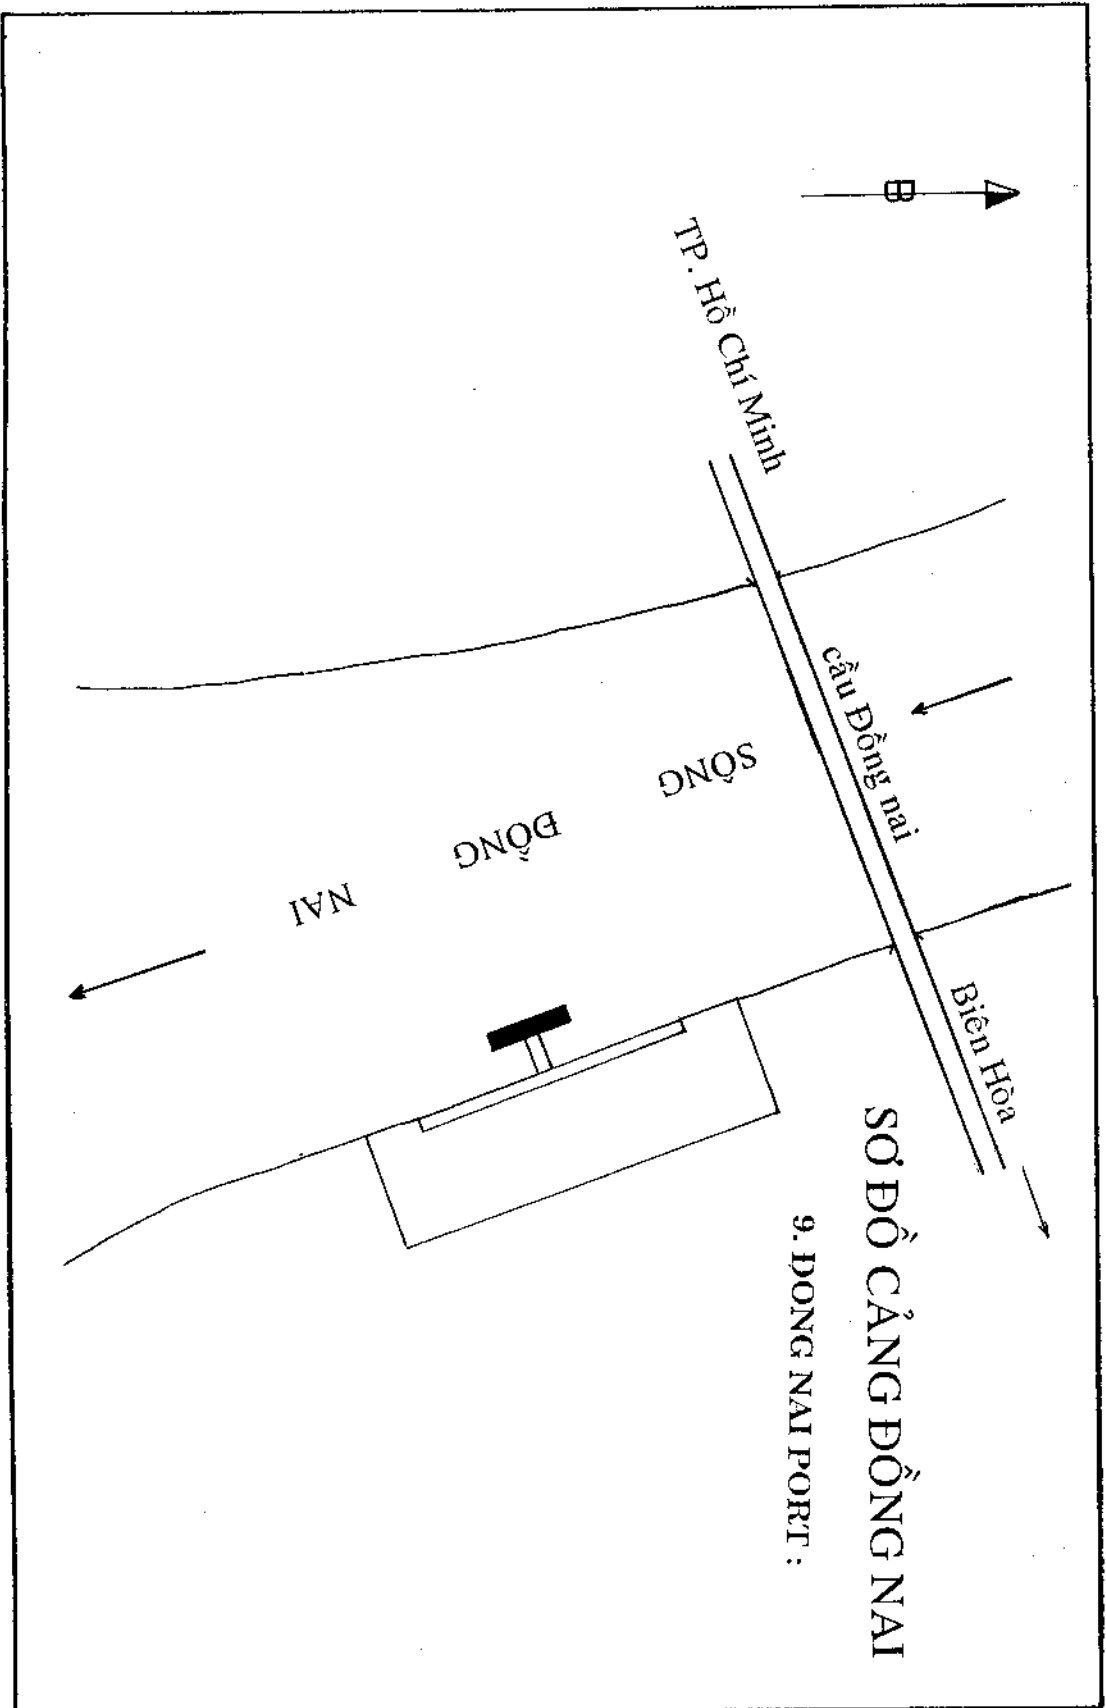 SƠ ĐỒ CẢNG ĐỒNG NAI
9. ĐONG NAI PORT :
B
TP. Hồ Chí Minh
cầu Đồng nai
Biên Hòa
SÔNG
ĐỒNG
NAI